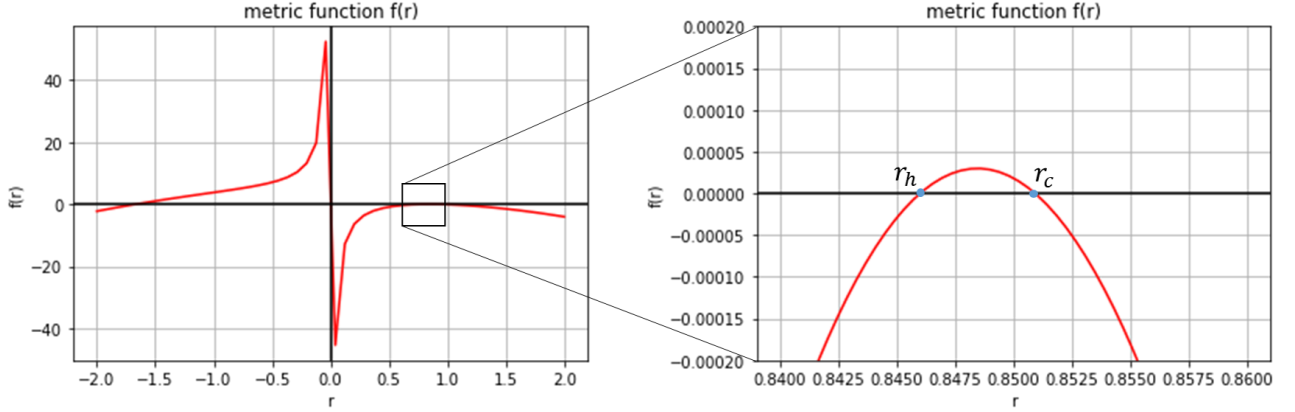 metric function f(r)
f(r)
40
20
0
−20
−40
−2.0 −1.5 −1.0 −0.5 0.0 0.5 1.0 1.5 2.0
r
metric function f(r)
f(r)
0.00020
0.00015
0.00010
0.00005
0.00000
−0.00005
−0.00010
−0.00015
−0.00020
r_h r_c
0.8400 0.8425 0.8450 0.8475 0.8500 0.8525 0.8550 0.8575 0.8600
r